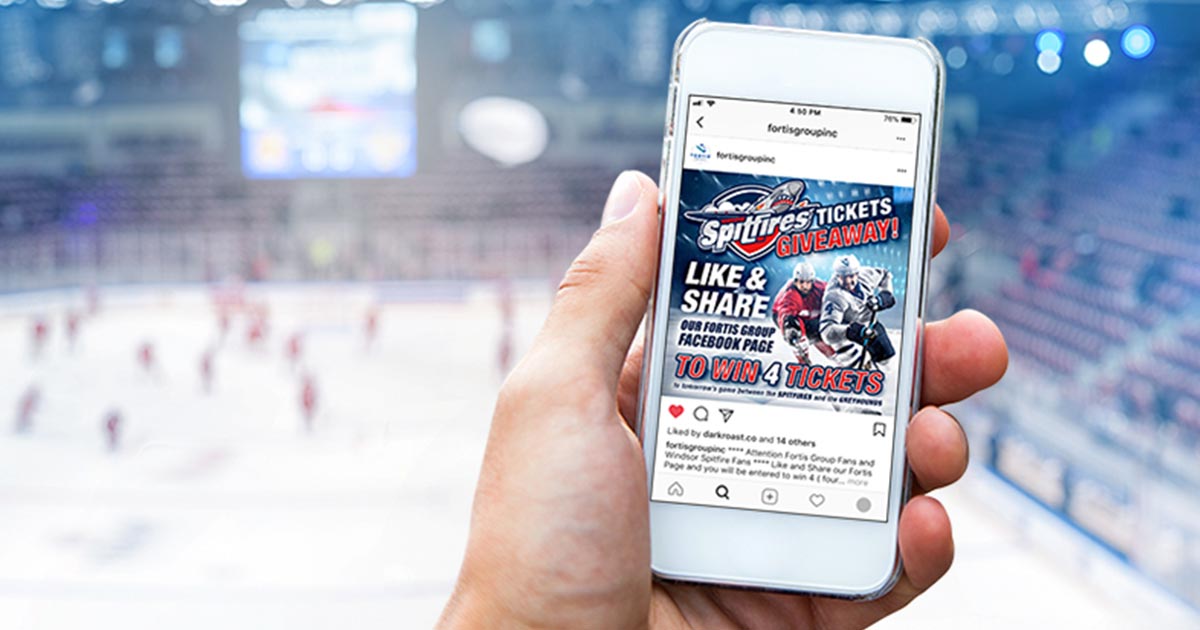 4:50 PM 76%
fortisgroupinc
fortisgroupinc
Spitfires TICKETS
GIVEAWAY!
LIKE &
SHARE
OUR FORTIS GROUP
FACEBOOK PAGE
TO WIN 4 TICKETS
to tomorrow's game between the SPITFIRES and the GREYHOUNDS
Liked by darkroast.co and 14 others
fortisgroupinc **** Attention Fortis Group Fans and
Windsor Spitfire Fans **** Like and Share our Fortis
Page and you will be entered to win 4 ( four... more